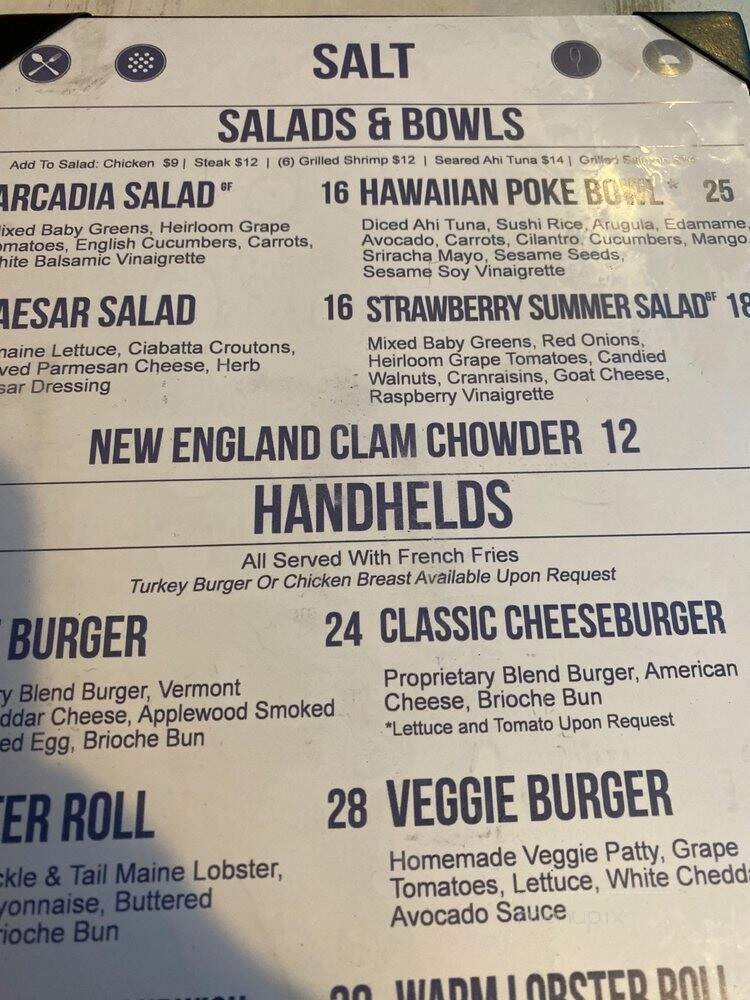 SALT
SALADS & BOWLS
Add To Salad: Chicken $9 | Steak $12 | (6) Grilled Shrimp $12 | Seared Ahi Tuna $14 | Grilled
ARCADIA SALAD GF 16
ixed Baby Greens, Heirloom Grape
omatoes, English Cucumbers, Carrots,
hite Balsamic Vinaigrette
HAWAIIAN POKE BOWL* 25
Diced Ahi Tuna, Sushi Rice, Arugula, Edamame,
Avocado, Carrots, Cilantro, Cucumbers, Mango
Sriracha Mayo, Sesame Seeds,
Sesame Soy Vinaigrette
AESAR SALAD 16
maine Lettuce, Ciabatta Croutons,
ved Parmesan Cheese, Herb
sar Dressing
STRAWBERRY SUMMER SALAD GF 18
Mixed Baby Greens, Red Onions,
Heirloom Grape Tomatoes, Candied
Walnuts, Cranraisins, Goat Cheese,
Raspberry Vinaigrette
NEW ENGLAND CLAM CHOWDER 12
HANDHELDS
All Served With French Fries
Turkey Burger Or Chicken Breast Available Upon Request
BURGER 24
ry Blend Burger, Vermont
ddar Cheese, Applewood Smoked
ed Egg, Brioche Bun
CLASSIC CHEESEBURGER
Proprietary Blend Burger, American
Cheese, Brioche Bun
*Lettuce and Tomato Upon Request
ER ROLL 28
ckle & Tail Maine Lobster,
yonnaise, Buttered
rioche Bun
VEGGIE BURGER
Homemade Veggie Patty, Grape
Tomatoes, Lettuce, White Chedd
Avocado Sauce
WARM LOBSTER ROLL